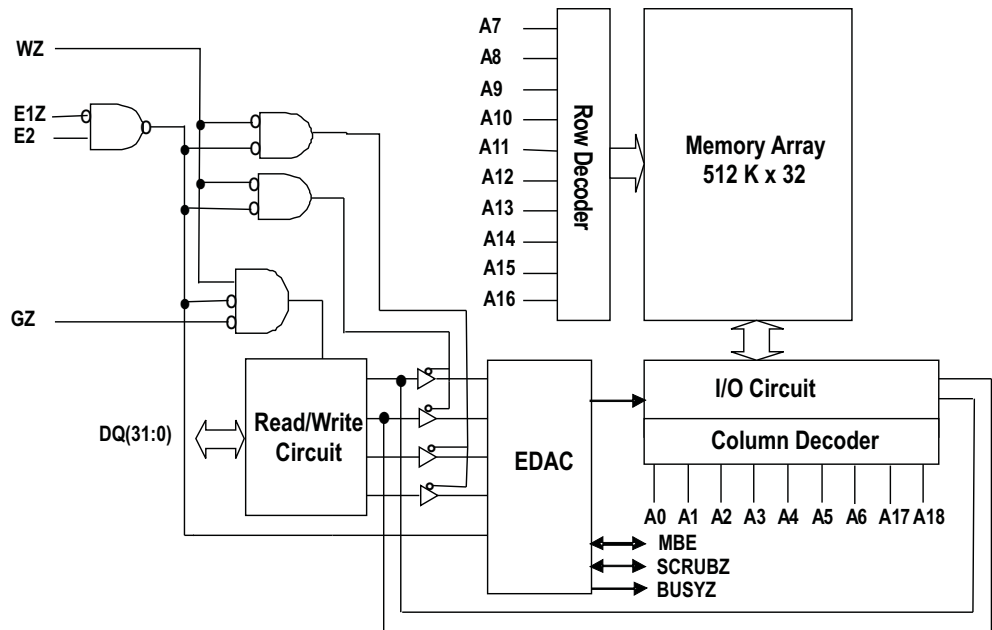 WZ
E1Z
E2
GZ
A7
A8
A9
A10
A11
A12
A13
A14
A15
A16
Row Decoder
Memory Array
512 K x 32
DQ(31:0)
Read/Write
Circuit
EDAC
I/O Circuit
Column Decoder
A0 A1 A2 A3 A4 A5 A6 A17 A18
MBE
SCRUBZ
BUSYZ